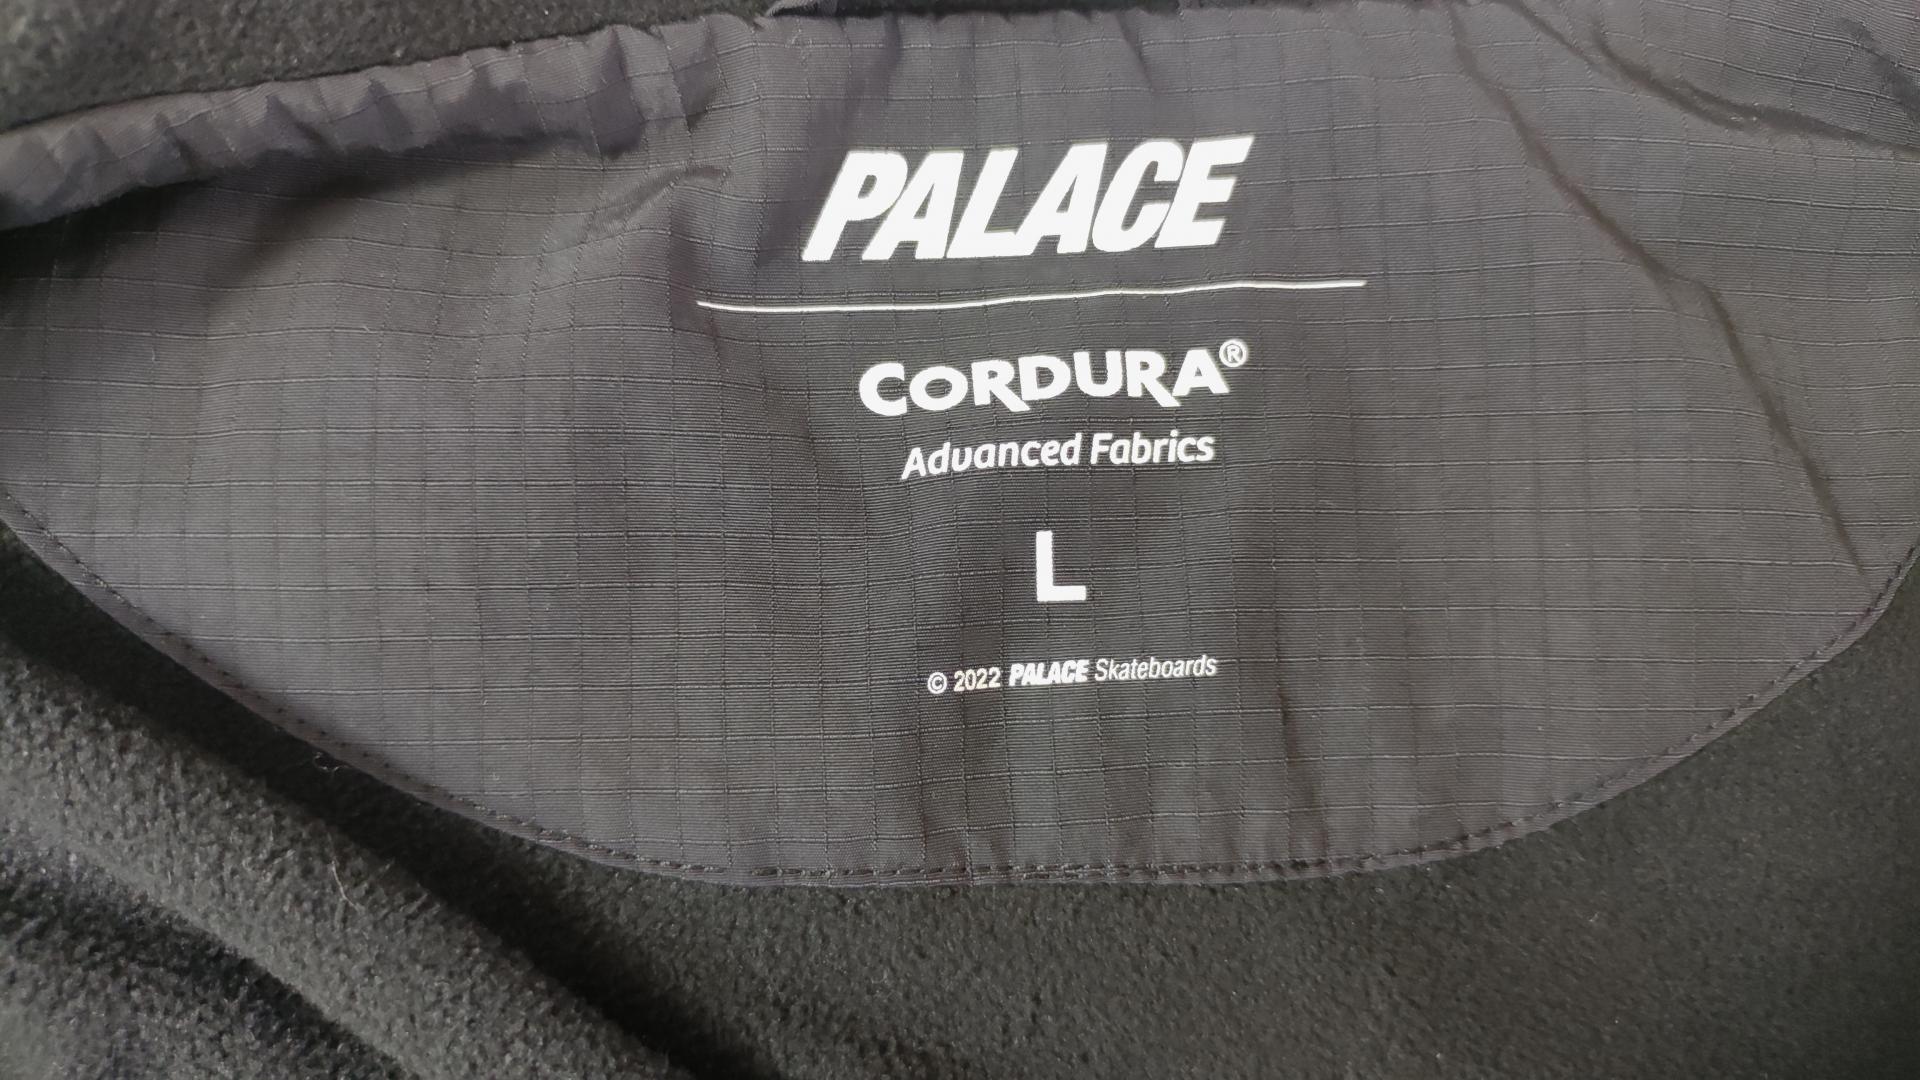 PALACE
CORDURA®
Advanced Fabrics
L
© 2022 PALACE Skateboards